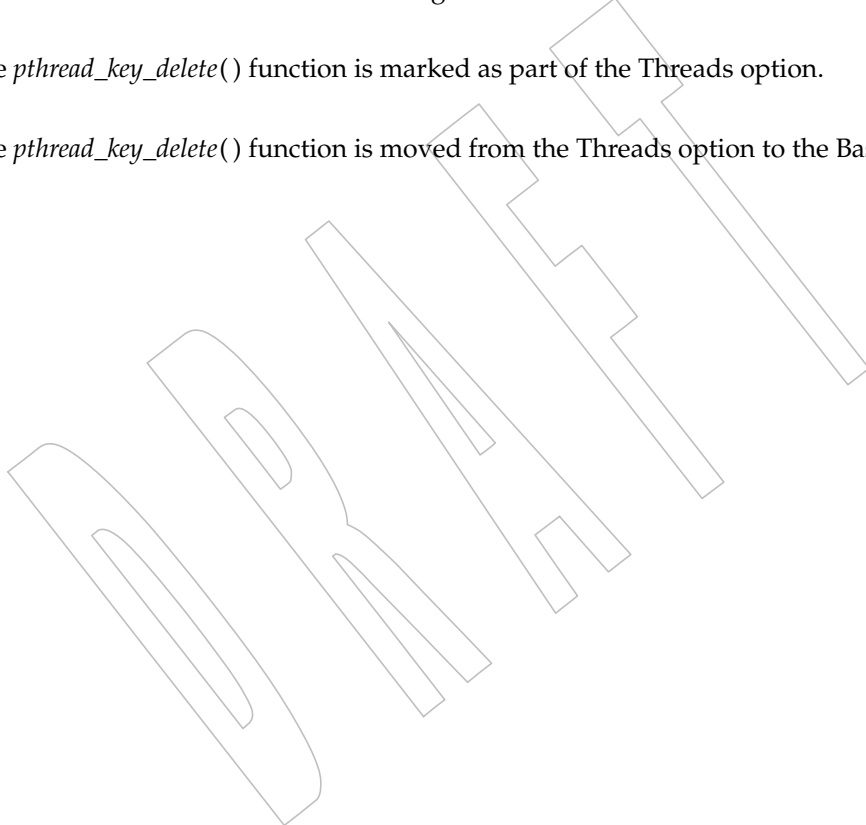 e pthread_key_delete( ) function is marked as part of the Threads option.
e pthread_key_delete( ) function is moved from the Threads option to the Ba
DRAFT